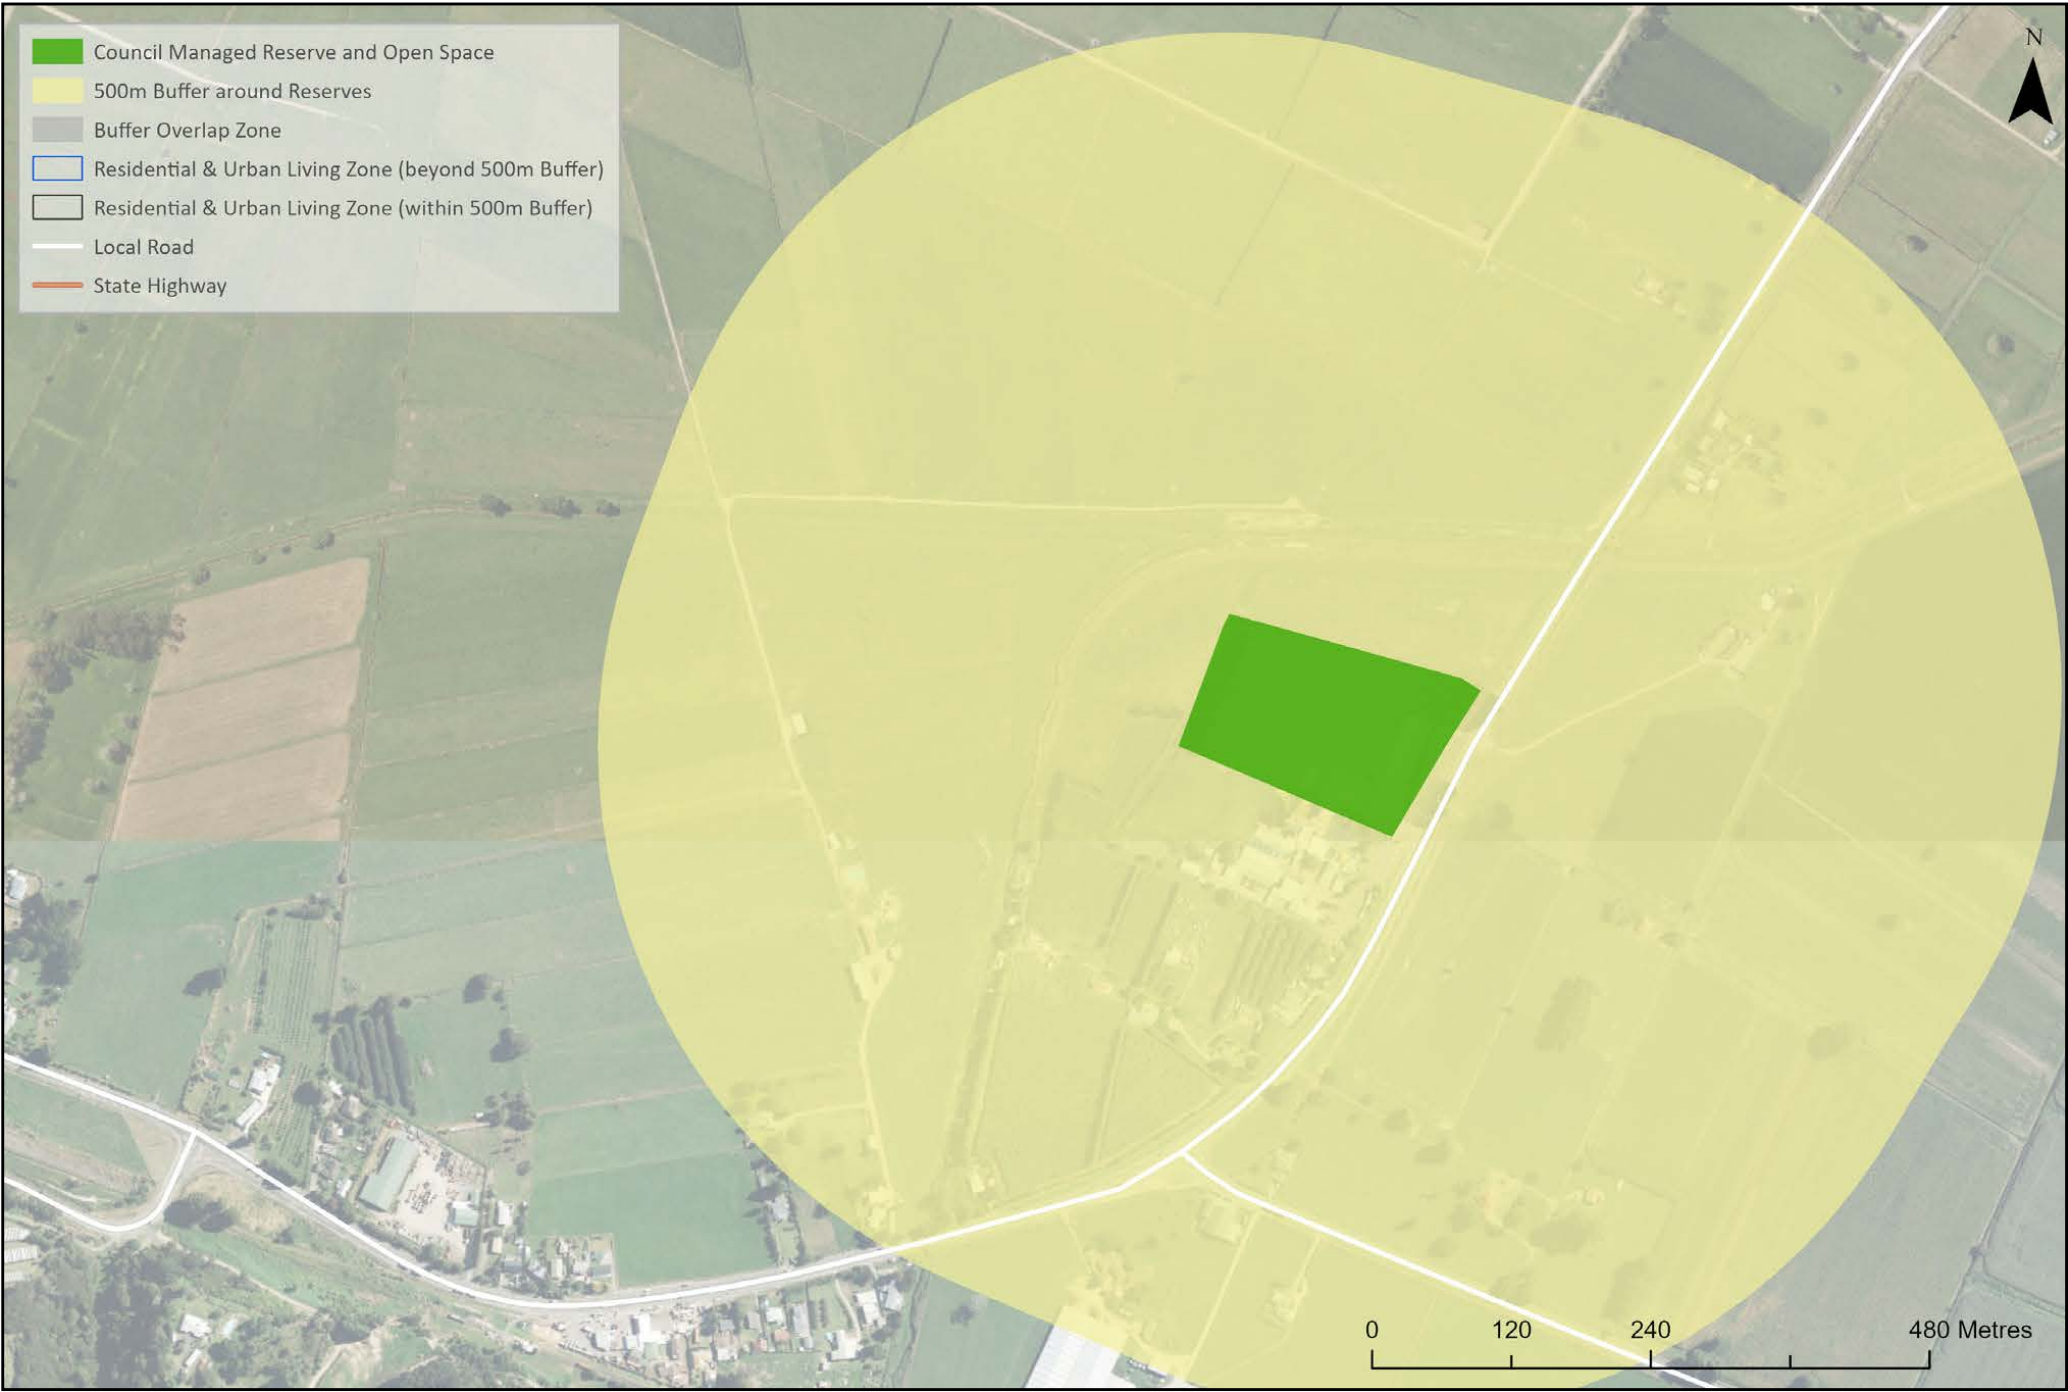 Council Managed Reserve and Open Space
500m Buffer around Reserves
Buffer Overlap Zone
Residential & Urban Living Zone (beyond 500m Buffer)
Residential & Urban Living Zone (within 500m Buffer)
Local Road
State Highway
N
0 120 240 480 Metres